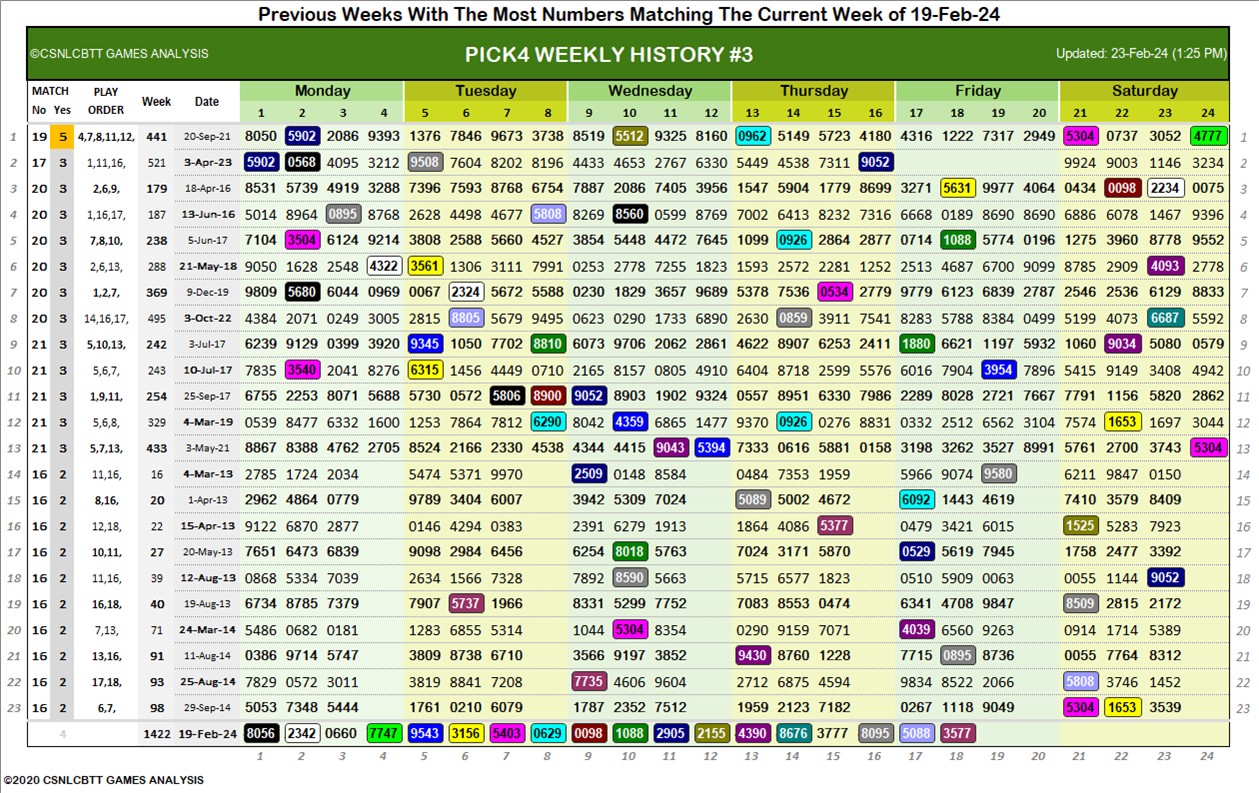 Previous Weeks With The Most Numbers Matching The Current Week of 19-Feb-24
©CSNLCBTT GAMES ANALYSIS PICK4 WEEKLY HISTORY #3 Updated: 23-Feb-24 (1:25 PM)
MATCH PLAY Week Date Monday Tuesday Wednesday Thursday Friday Saturday
No Yes ORDER 1 2 3 4 5 6 7 8 9 10 11 12 13 14 15 16 17 18 19 20 21 22 23 24
1 19 5 4,7,8,11,12, 441 20-Sep-21 8050 5902 2086 9393 1376 7846 9673 3738 8519 5512 9325 8160 0962 5149 5723 4180 4316 1222 7317 2949 5304 0737 3052 4777 1
2 17 3 1,11,16, 521 3-Apr-23 5902 0568 4095 3212 9508 7604 8202 8196 4433 4653 2767 6330 5449 4538 7311 9052 9924 9003 1146 3234 2
3 20 3 2,6,9, 179 18-Apr-16 8531 5739 4919 3288 7396 7593 8768 6754 7887 2086 7405 3956 1547 5904 1779 8699 3271 5631 9977 4064 0434 0098 2234 0075 3
4 20 3 1,16,17, 187 13-Jun-16 5014 8964 0895 8768 2628 4498 4677 5808 8269 8560 0599 8769 7002 6413 8232 7316 6668 0189 8690 8690 6886 6078 1467 9396 4
5 20 3 7,8,10, 238 5-Jun-17 7104 3504 6124 9214 3808 2588 5660 4527 3854 5448 4472 7645 1099 0926 2864 2877 0714 1088 5774 0196 1275 3960 8778 9552 5
6 20 3 2,6,13, 288 21-May-18 9050 1628 2548 4322 3561 1306 3111 7991 0253 2778 7255 1823 1593 2572 2281 1252 2513 4687 6700 9099 8785 2909 4093 2778 6
7 20 3 1,2,7, 369 9-Dec-19 9809 5680 6044 0969 0067 2324 5672 5588 0230 1829 3657 9689 5378 7536 0534 2779 9779 6123 6839 2787 2546 2536 6129 8833 7
8 20 3 14,16,17, 495 3-Oct-22 4384 2071 0249 3005 2815 8805 5679 9495 0623 0290 1733 6890 2630 0859 3911 7541 8283 5788 8384 0499 5199 4073 6687 5592 8
9 21 3 5,10,13, 242 3-Jul-17 6239 9129 0399 3920 9345 1050 7702 8810 6073 9706 2062 2861 4622 8907 6253 2411 1880 6621 1197 5932 1060 9034 5080 0579 9
10 21 3 5,6,7, 243 10-Jul-17 7835 3540 2041 8276 6315 1456 4449 0710 2165 8157 0805 4910 6404 8718 2599 5576 6016 7904 3954 7896 5415 9149 3408 4942 10
11 21 3 1,9,11, 254 25-Sep-17 6755 2253 8071 5688 5730 0572 5806 8900 9052 8903 1902 9324 0557 8951 6330 7986 2289 8028 2721 7667 7791 1156 5820 2862 11
12 21 3 5,6,8, 329 4-Mar-19 0539 8477 6332 1600 5255 7864 7832 6290 8042 4359 6865 1477 9370 0926 0276 8831 0332 2512 6562 3104 7574 1653 1697 3044 12
13 21 3 5,7,13, 433 3-May-21 8867 8388 4762 2705 8524 2166 5923 4538 4344 4415 9043 5394 7333 0616 5881 0158 3198 3262 3527 8991 5761 2700 3743 5304 13
14 16 2 11,16, 16 4-Mar-13 2785 1724 2034 5474 5371 9970 2509 0148 8584 0484 7353 1959 5966 9074 9580 6211 9847 0150 14
15 16 2 8,16, 20 1-Apr-13 2962 4864 0779 9789 3404 6007 3942 5309 7024 5089 5002 4672 6092 1443 4619 7410 3579 8409 15
16 16 2 12,18, 22 15-Apr-13 9122 6870 2877 0146 4294 0383 2391 6279 1913 1864 4086 5377 0479 3421 6015 1525 5283 7923 16
17 16 2 10,11, 27 20-May-13 7651 6473 6839 9098 2984 6456 6254 8018 5763 7024 3171 5870 0529 5619 7945 1758 2477 3392 17
18 16 2 11,16, 39 12-Aug-13 0868 5334 7039 2634 1566 7328 7892 8590 5663 5715 6577 1823 0510 5909 0063 0055 1144 9052 18
19 16 2 16,18, 40 19-Aug-13 6734 8785 7379 7907 5737 1966 8331 5299 7752 7083 8553 0474 6341 4708 9847 8509 2815 2172 19
20 16 2 7,13, 71 24-Mar-14 5486 0682 0181 1283 6855 5314 1044 5304 8354 0290 9159 7071 4039 6560 9263 0914 1714 5389 20
21 16 2 13,16, 91 11-Aug-14 0386 9714 5747 3809 8738 6710 3566 9197 3852 9430 8760 1228 7715 0895 8736 0055 7764 8312 21
22 16 2 17,18, 93 25-Aug-14 7829 0572 3011 3819 8841 7208 7735 4606 9604 2712 6875 4594 9834 8522 2066 5808 3746 1452 22
23 16 2 6,7, 98 29-Sep-14 5053 7348 5444 1761 0210 6079 1787 2352 7512 1959 2123 7182 0267 1118 9049 5304 1653 3539 23
4 1422 19-Feb-24 8056 2342 0660 7747 9543 3156 5403 0629 0098 1088 2905 2155 4390 8676 3777 8095 5088 3577
1 2 3 4 5 6 7 8 9 10 11 12 13 14 15 16 17 18 19 20 21 22 23 24
©2020 CSNLCBTT GAMES ANALYSIS